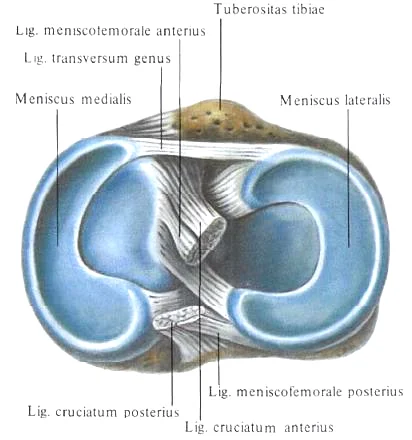 Tuberositas tibiae
Lig. meniscofemorale anterius
Lig. transversum genus
Meniscus medialis
Meniscus lateralis
Lig. meniscofemorale posterius
Lig. cruciatum posterius
Lig. cruciatum anterius